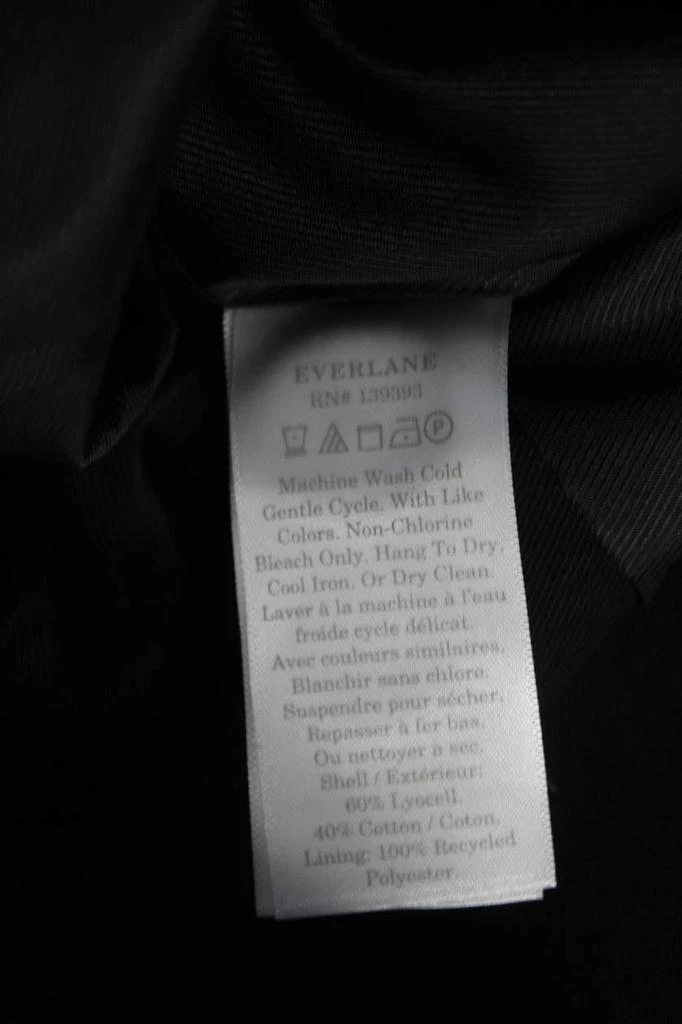 EVERLANE
RN# 139393
P
Machine Wash Cold
Gentle Cycle. With Like
Colors. Non-Chlorine
Bleach Only. Hang To Dry.
Cool Iron. Or Dry Clean.
Laver à la machine à l'eau
froide cycle délicat.
Avec couleurs similaires.
Blanchir sans chlore.
Suspendre pour sécher.
Repasser à fer bas.
Ou nettoyer à sec.
Shell / Extérieur:
60% Lyocell.
40% Cotton / Coton.
Lining: 100% Recycled
Polyester.